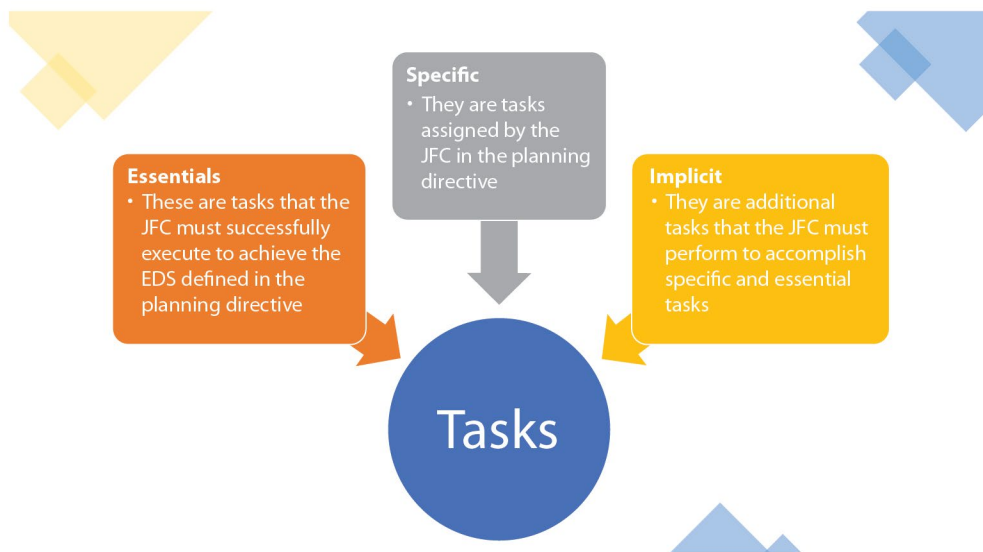 Essentials
• These are tasks that the
JFC must successfully
execute to achieve the
EDS defined in the
planning directive
Specific
• They are tasks
assigned by the
JFC in the planning
directive
Implicit
• They are additional
tasks that the JFC must
perform to accomplish
specific and essential
tasks
Tasks